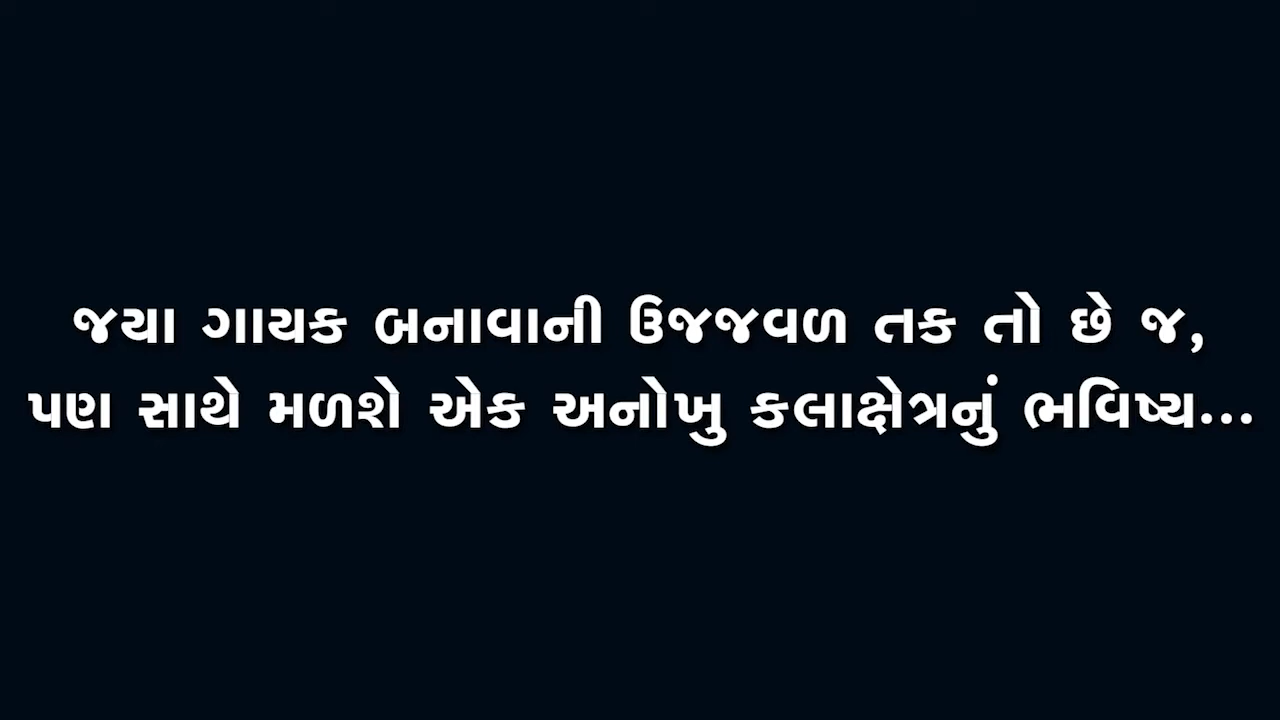 જયા ગાયક બનાવાની ઉજજવળ તક તો છે જ,
પણ સાથે મળશે એક અનોખુ કલાક્ષેત્રનું ભવિષ્ય...